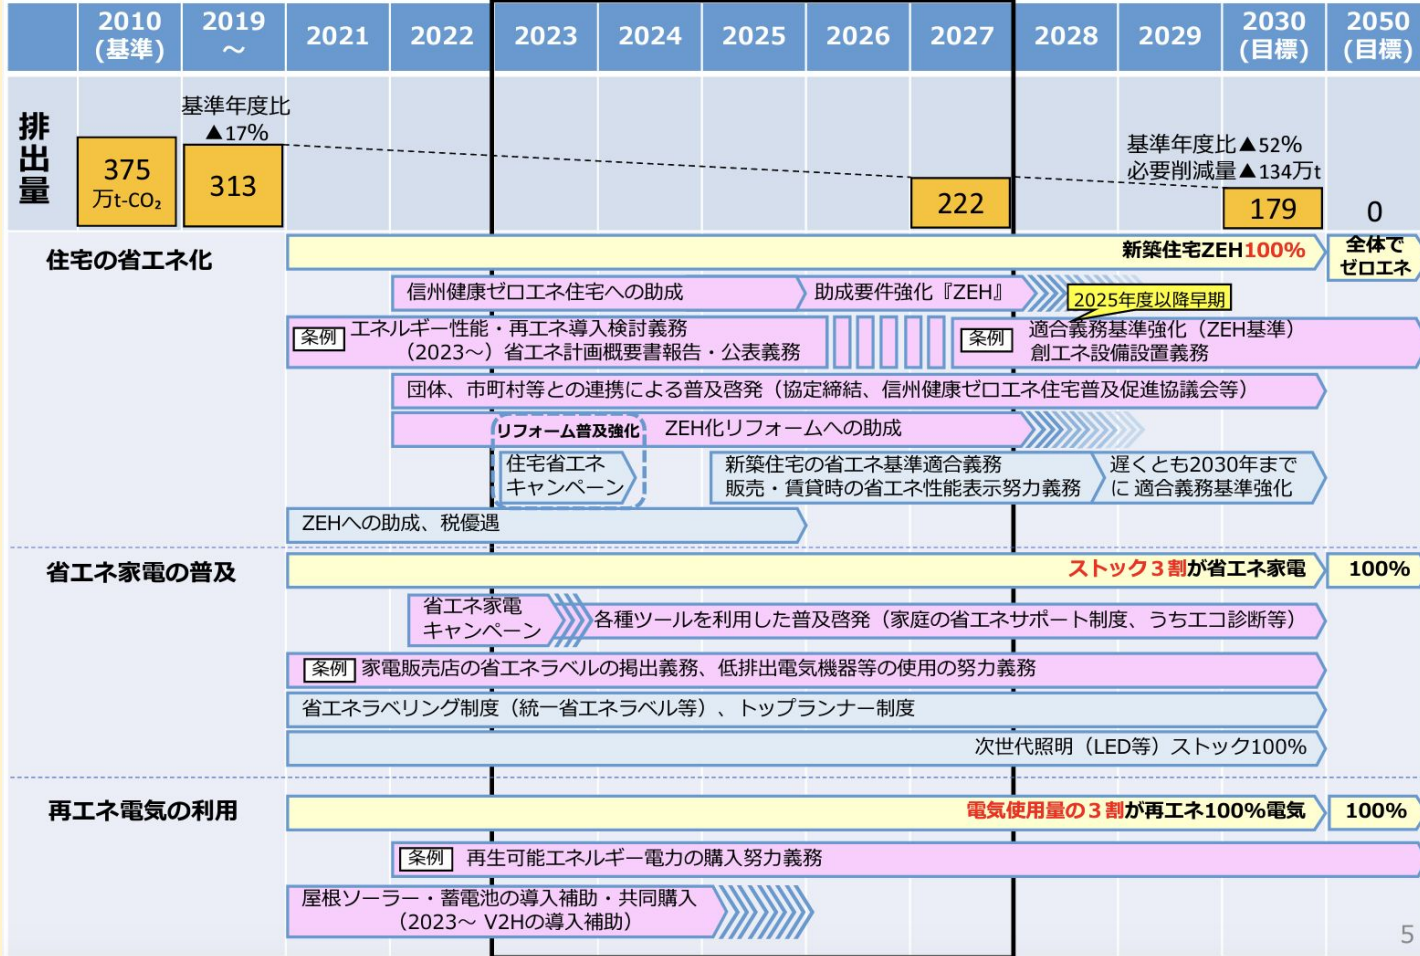 2010
(基準)
2019
～
2021
2022
2023
2024
2025
2026
2027
2028
2029
2030
(目標)
2050
(目標)
排出量
375
万t-CO₂
基準年度比
▲17%
313
222
基準年度比▲52%
必要削減量▲134万t
179
0
住宅の省エネ化
新築住宅ZEH100%
全体で
ゼロエネ
信州健康ゼロエネ住宅への助成
助成要件強化『ZEH』
2025年度以降早期
条例
エネルギー性能・再エネ導入検討義務
（2023～）省エネ計画概要書報告・公表義務
条例
適合義務基準強化（ZEH基準）
創エネ設備設置義務
団体、市町村等との連携による普及啓発（協定締結、信州健康ゼロエネ住宅普及促進協議会等）
リフォーム普及強化
ZEH化リフォームへの助成
住宅省エネ
キャンペーン
新築住宅の省エネ基準適合義務
販売・賃貸時の省エネ性能表示努力義務
遅くとも2030年まで
に 適合義務基準強化
ZEHへの助成、税優遇
省エネ家電の普及
ストック３割が省エネ家電
100%
省エネ家電
キャンペーン
各種ツールを利用した普及啓発（家庭の省エネサポート制度、うちエコ診断等）
条例
家電販売店の省エネラベルの掲出義務、低排出電気機器等の使用の努力義務
省エネラベリング制度（統一省エネラベル等）、トップランナー制度
次世代照明（LED等）ストック100%
再エネ電気の利用
電気使用量の３割が再エネ100%電気
100%
条例
再生可能エネルギー電力の購入努力義務
屋根ソーラー・蓄電池の導入補助・共同購入
（2023～ V2Hの導入補助）
5